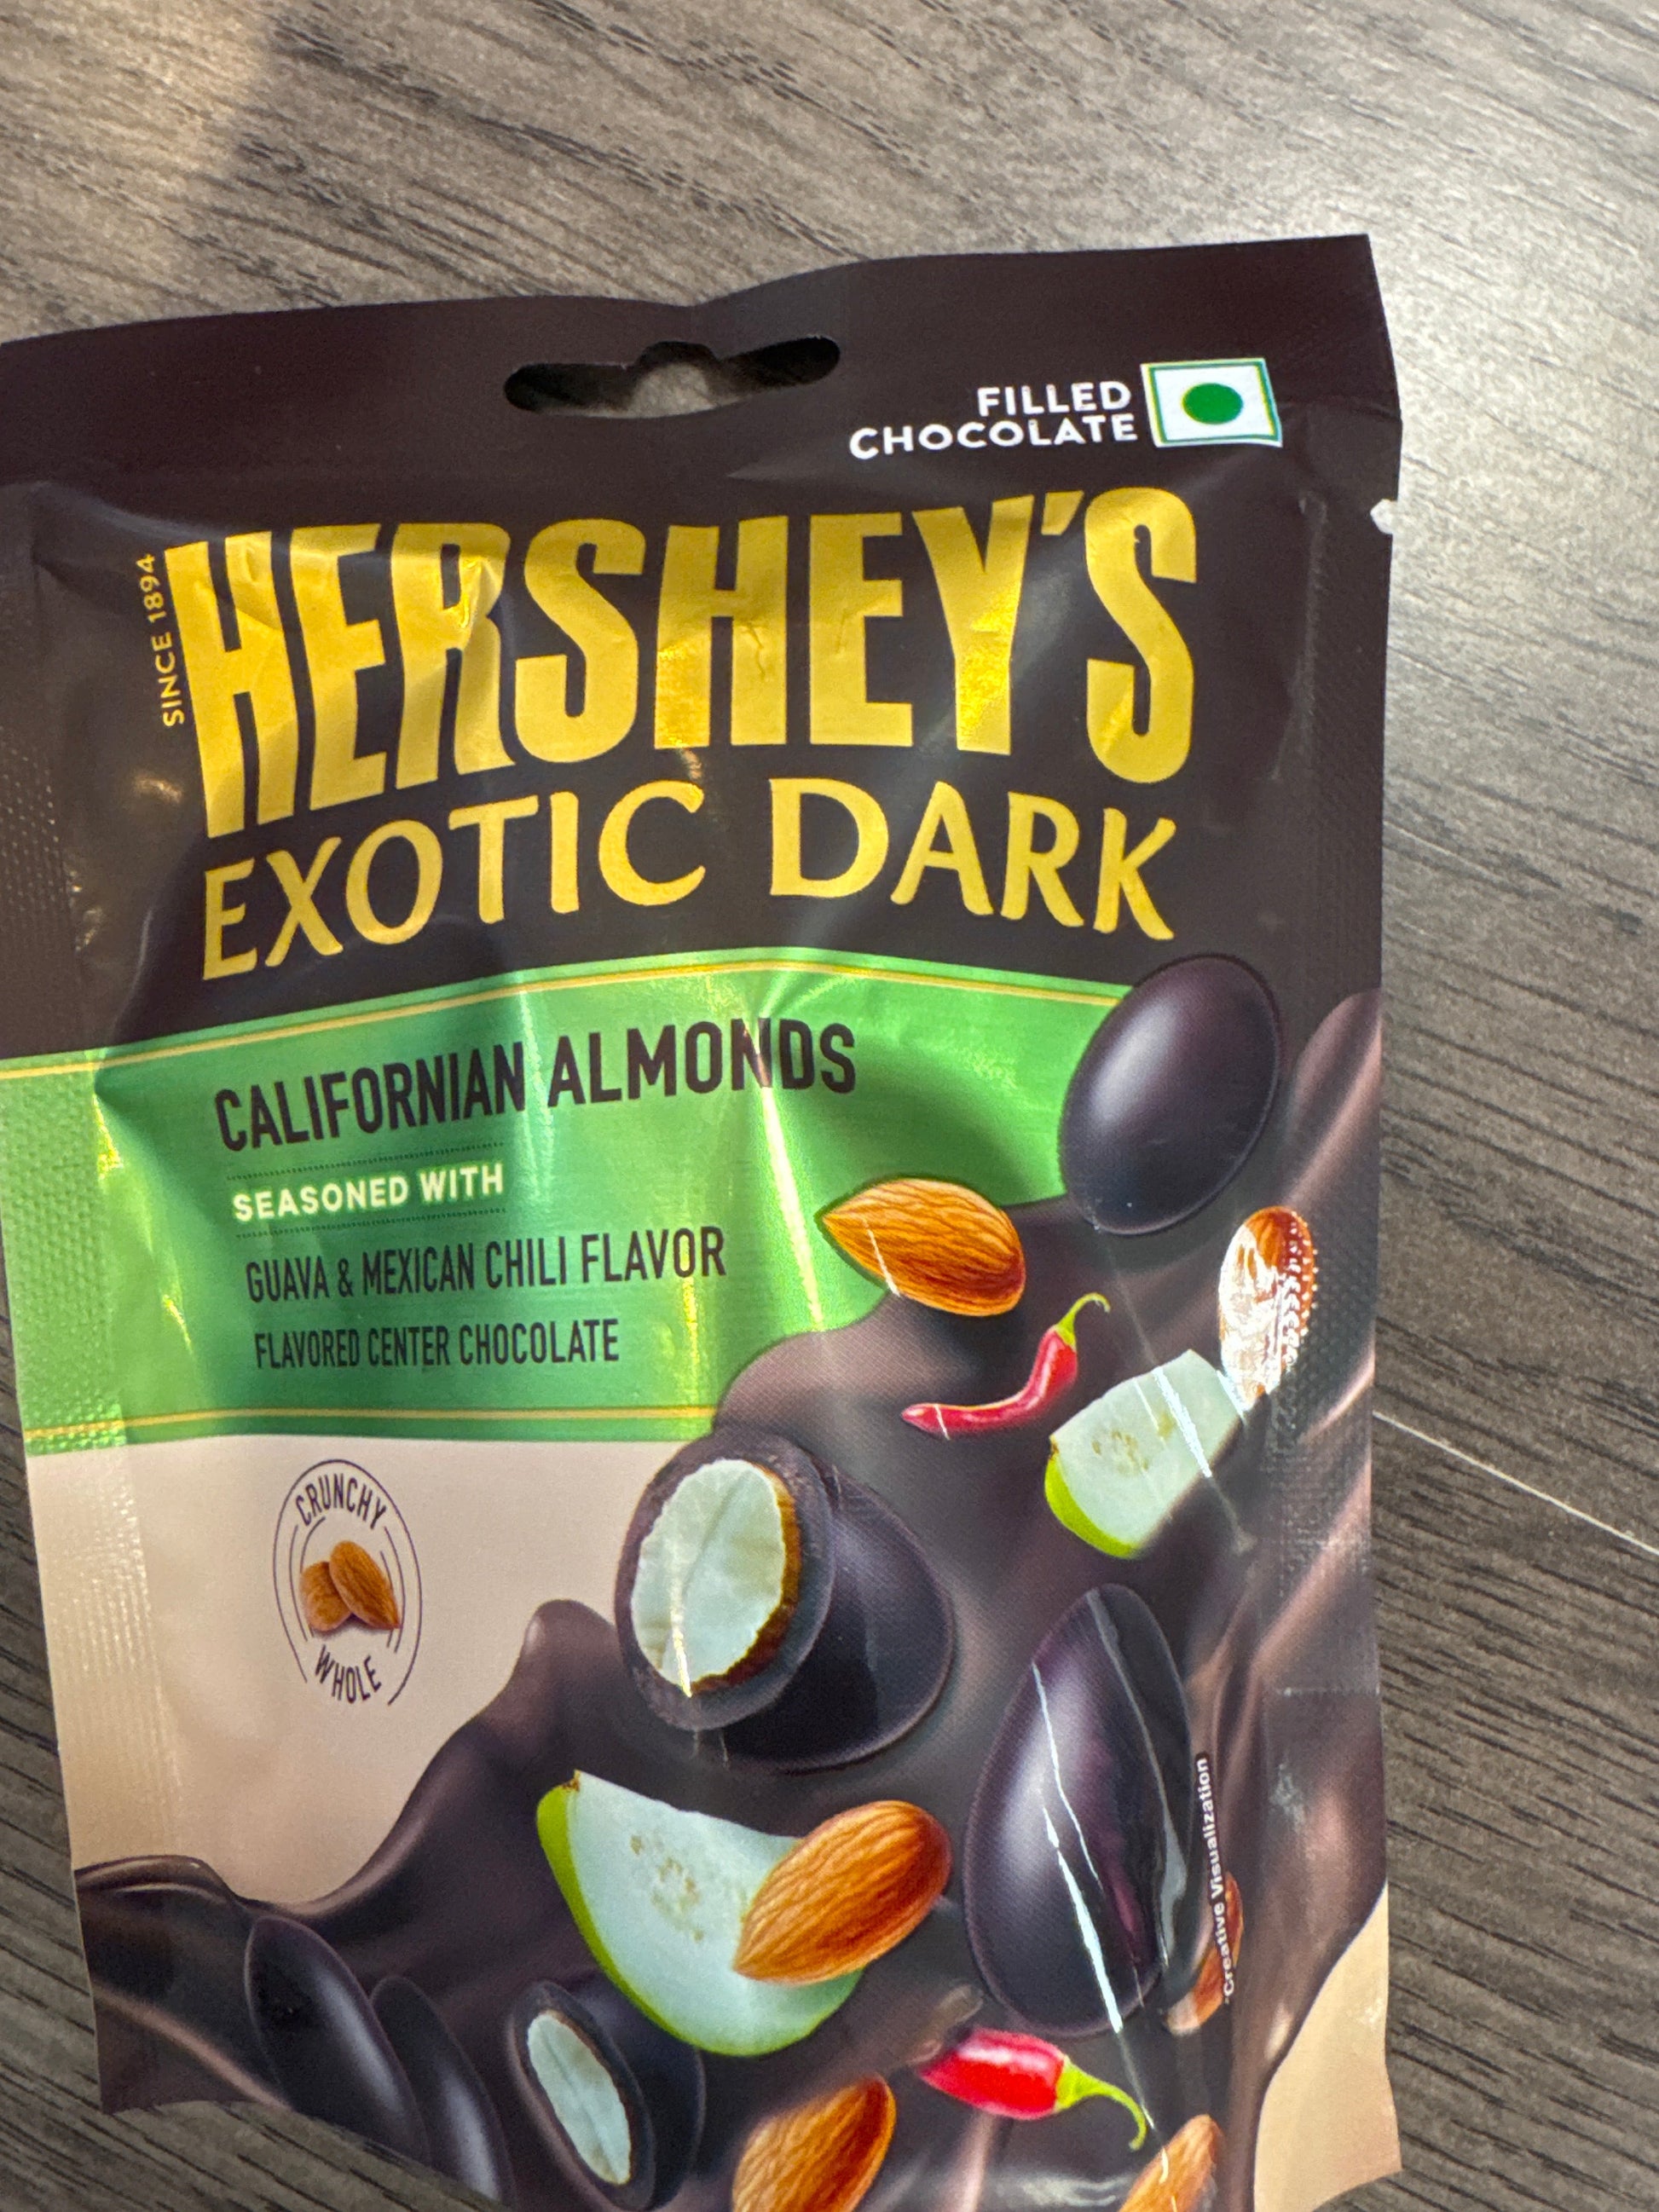 FILLED
CHOCOLATE
SINCE 1894
HERSHEY'S
EXOTIC DARK
CALIFORNIAN ALMONDS
SEASONED WITH
GUAVA & MEXICAN CHILI FLAVOR
FLAVORED CENTER CHOCOLATE
CRUNCHY
WHOLE
*Creative Visualization